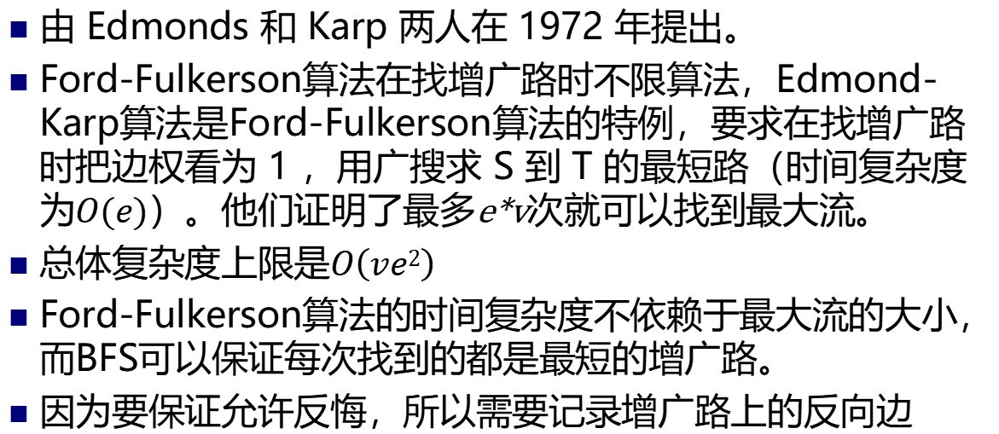 ■ 由 Edmonds 和 Karp 两人在 1972 年提出。
■ Ford-Fulkerson算法在找增广路时不限算法，Edmond-
Karp算法是Ford-Fulkerson算法的特例，要求在找增广路
时把边权看为 1 ，用广搜求 S 到 T 的最短路（时间复杂度
为O(e)）。他们证明了最多e*v次就可以找到最大流。
■ 总体复杂度上限是O(ve²)
■ Ford-Fulkerson算法的时间复杂度不依赖于最大流的大小，
而BFS可以保证每次找到的都是最短的增广路。
■ 因为要保证允许反悔，所以需要记录增广路上的反向边